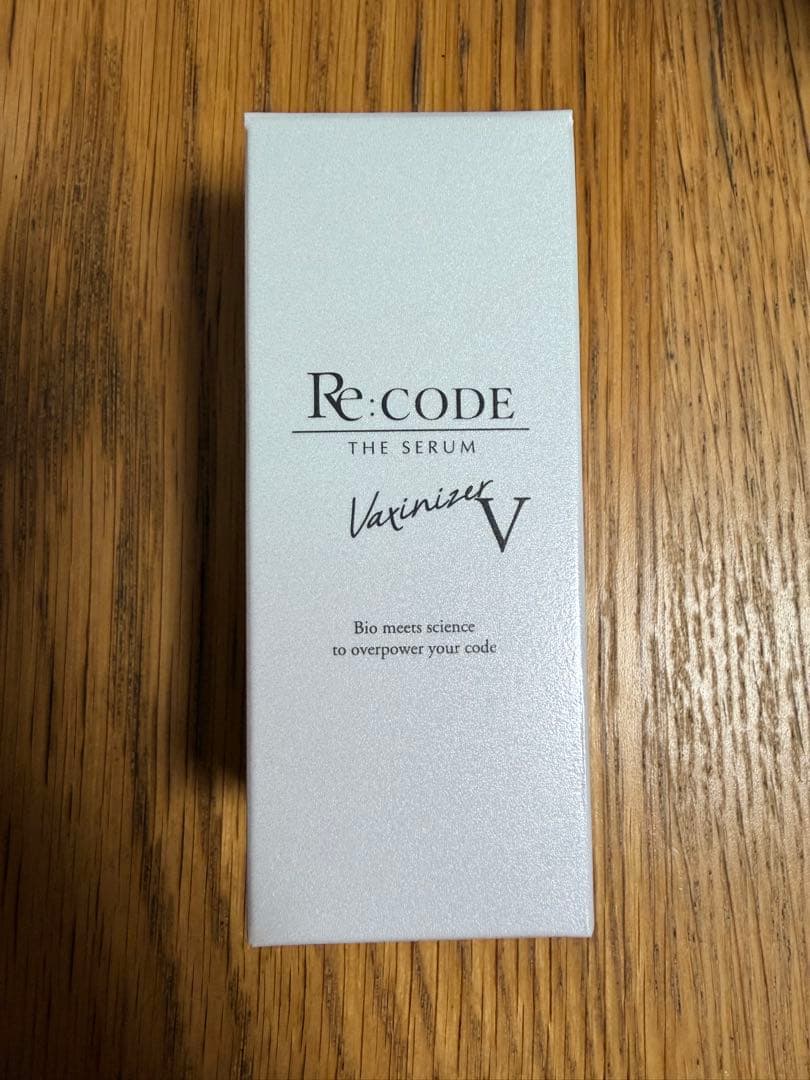 Re:CODE
THE SERUM
Vaxinizer
V
Bio meets science
to overpower your code